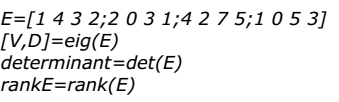 E=[1 4 3 2;2 0 3 1;4 2 7 5;1 0 5 3]
[V,D]=eig(E)
determinant=det(E)
rankE=rank(E)